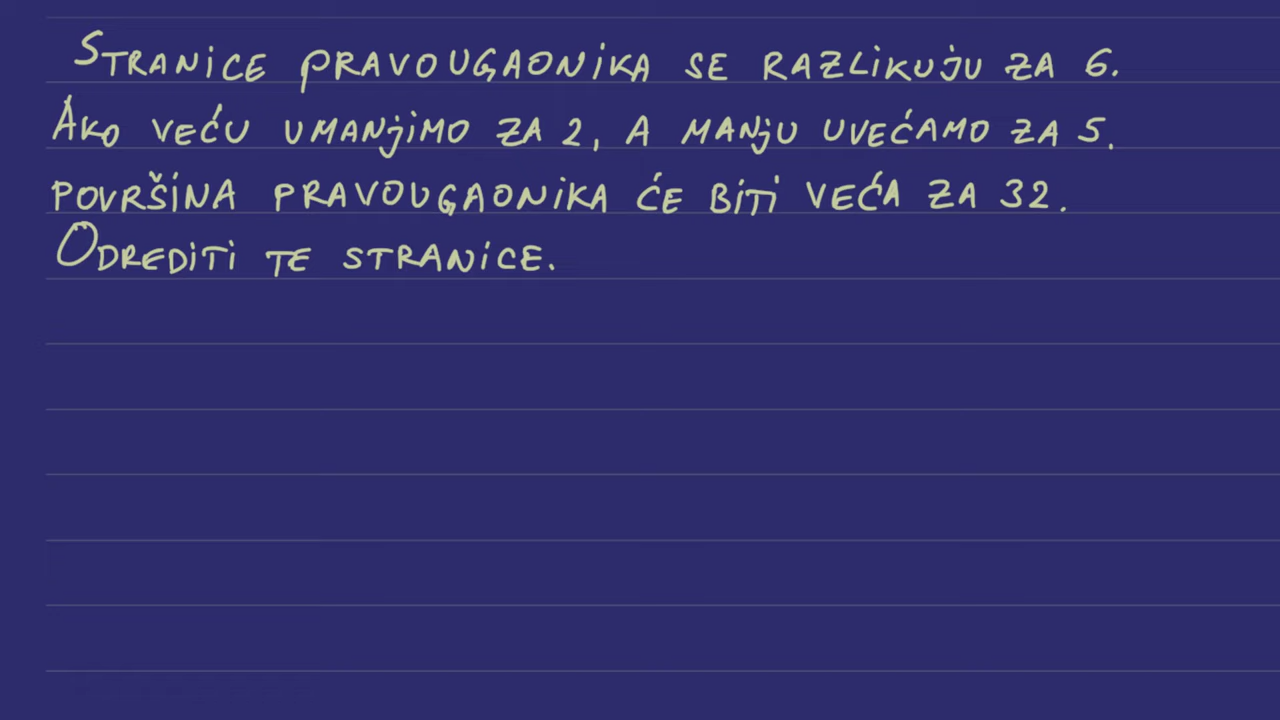 STRANICE PRAVOUGAONIKA SE RAZLIKUJU ZA 6.
AKO VEĆU UMANJIMO ZA 2, A MANJU UVEĆAMO ZA 5.
POVRŠINA PRAVOUGAONIKA ĆE BITI VEĆA ZA 32.
ODREDITI TE STRANICE.